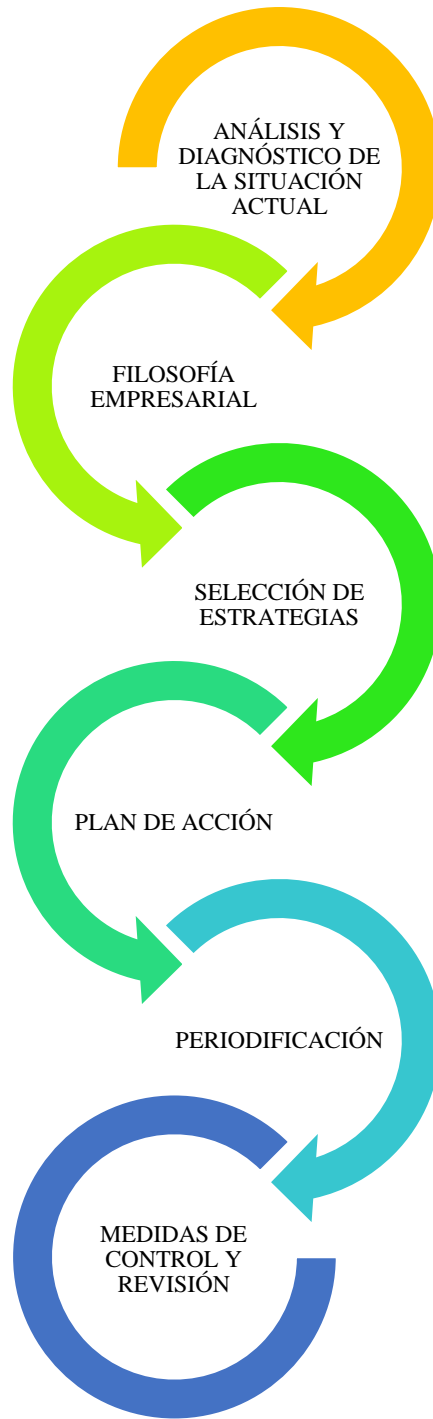 ANÁLISIS Y
DIAGNÓSTICO DE
LA SITUACIÓN
ACTUAL
FILOSOFÍA
EMPRESARIAL
SELECCIÓN DE
ESTRATEGIAS
PLAN DE ACCIÓN
PERIODIFICACIÓN
MEDIDAS DE
CONTROL Y
REVISIÓN